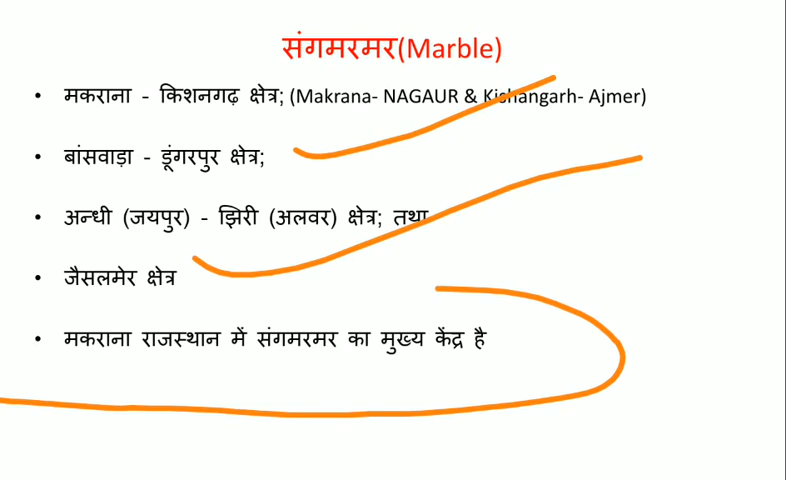 संगमरमर(Marble)
• मकराना - किशनगढ़ क्षेत्र; (Makrana- NAGAUR & Kishangarh- Ajmer)
• बांसवाड़ा - डूंगरपुर क्षेत्र;
• अन्धी (जयपुर) - झिरी (अलवर) क्षेत्र; तथा
• जैसलमेर क्षेत्र
• मकराना राजस्थान में संगमरमर का मुख्य केंद्र है